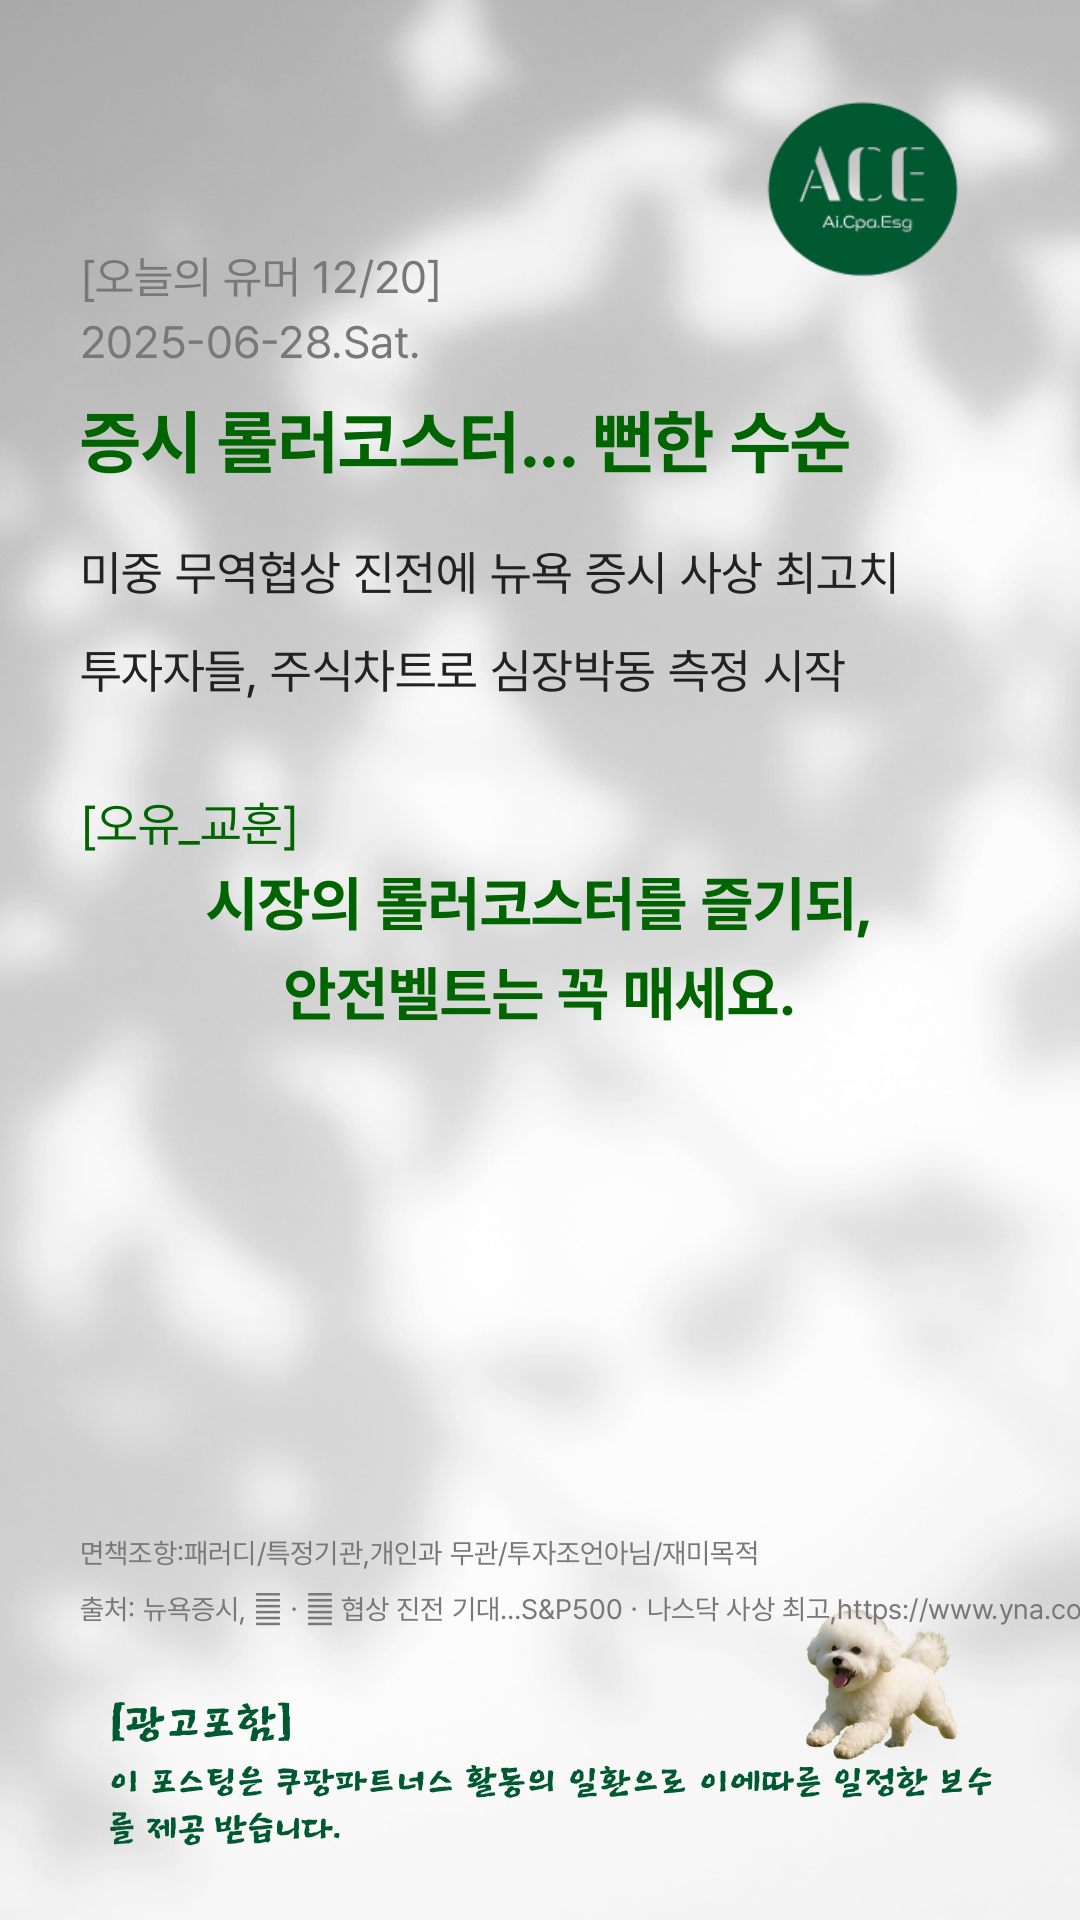 ACE
Ai.Cpa.Esg
[오늘의 유머 12/20]
2025-06-28.Sat.
증시 롤러코스터... 뻔한 수순
미중 무역협상 진전에 뉴욕 증시 사상 최고치
투자자들, 주식차트로 심장박동 측정 시작
[오유_교훈]
시장의 롤러코스터를 즐기되,
안전벨트는 꼭 매세요.
면책조항:패러디/특정기관,개인과 무관/투자조언아님/재미목적
출처: 뉴욕증시, · 협상 진전 기대...S&P500 · 나스닥 사상 최고,https://www.yna.co
[광고포함]
이 포스팅은 쿠팡파트너스 활동의 일환으로 이에따른 일정한 보수
를 제공 받습니다.